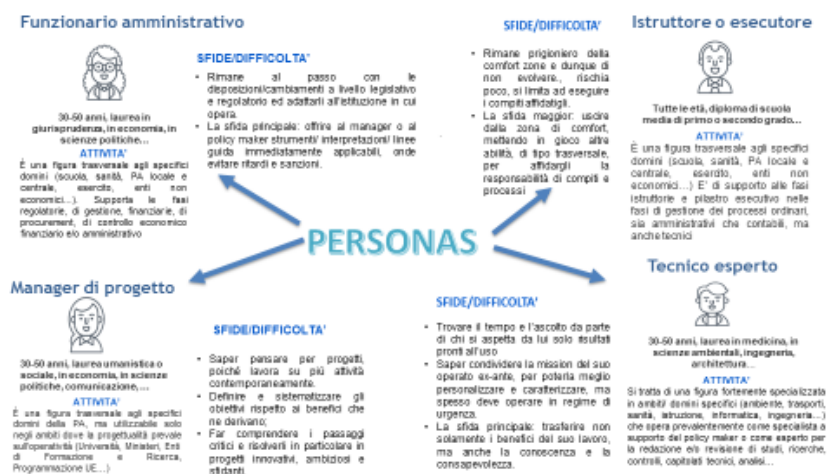 Funzionario amministrativo
30-50 anni, laurea in
giurisprudenza, in economia, in
scienze politiche...
ATTIVITA'
È una figura trasversale agli specifici
domini (scuola, sanità, PA locale e
centrale, esercito, enti non
economici...). Supporta le fasi
regolatorie, di gestione, finanziarie, di
procurement, di controllo economico
finanziario e/o amministrativo
SFIDE/DIFFICOLTA'
• Rimane al passo con le
disposizioni/cambiamenti a livello legislativo
e regolatorio ed adattarli all'istituzione in cui
opera.
• La sfida principale: offrire al manager o al
policy maker strumenti/ interpretazioni/ linee
guida immediatamente applicabili, onde
evitare ritardi e sanzioni.
SFIDE/DIFFICOLTA'
• Rimane prigioniero della
comfort zone e dunque di
non evolvere., rischia
poco, si limita ad eseguire
i compiti affidatigli.
• La sfida maggior: uscire
dalla zona di comfort,
mettendo in gioco altre
abilità, di tipo trasversale,
per affidargli la
responsabilità di compiti e
processi
Istruttore o esecutore
Tutte le età, diploma di scuola
media di primo o secondo grado...
ATTIVITA'
È una figura trasversale agli specifici
domini (scuola, sanità, PA locale e
centrale, esercito, enti non
economici...) E' di supporto alle fasi
istruttorie e pilastro esecutivo nelle
fasi di gestione dei processi ordinari,
sia amministrativi che contabili, ma
anche tecnici
PERSONAS
Manager di progetto
30-50 anni, laurea umanistica o
sociale, in economia, in scienze
politiche, comunicazione, ...
ATTIVITA'
È una figura trasversale agli specifici
domini della PA, ma utilizzabile solo
negli ambiti dove la progettualità prevale
sull'operatività (Università, Ministeri, Enti
di Formazione e Ricerca,
Programmazione UE...)
SFIDE/DIFFICOLTA'
• Saper pensare per progetti,
poiché lavora su più attività
contemporaneamente.
• Definire e sistematizzare gli
obiettivi rispetto ai benefici che
ne derivano;
• Far comprendere i passaggi
critici e risolverli in particolare in
progetti innovativi, ambiziosi e
sfidanti
SFIDE/DIFFICOLTA'
• Trovare il tempo e l'ascolto da parte
di chi si aspetta da lui solo risultati
pronti all'uso
• Saper condividere la mission del suo
operato ex-ante, per poterla meglio
personalizzare e caratterizzare, ma
spesso deve operare in regime di
urgenza.
• La sfida principale: trasferire non
solamente i benefici del suo lavoro,
ma anche la conoscenza e la
consapevolezza.
Tecnico esperto
30-50 anni, laurea in medicina, in
scienze ambientali, ingegneria,
architettura...
ATTIVITA'
Si tratta di una figura fortemente specializzata
in ambiti/ domini specifici (ambiente, trasporti,
sanità, istruzione, informatica, ingegneria...)
che opera prevalentemente come specialista a
supporto del policy maker o come esperto per
la redazione e/o revisione di studi, ricerche,
controlli, capitolati tecnici, analisi...